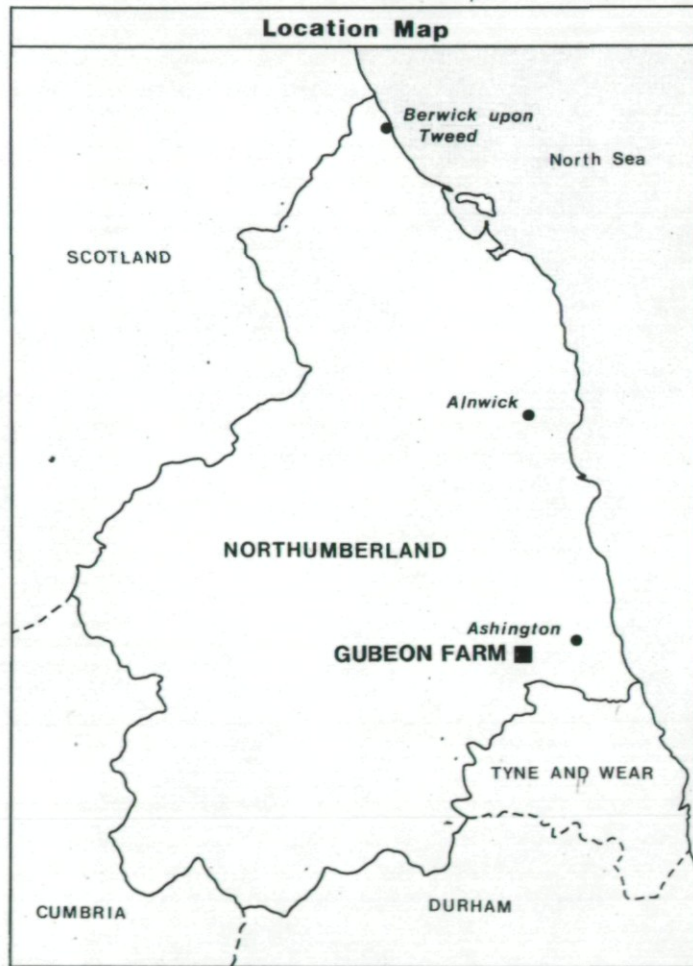 Location Map
Berwick upon
Tweed
North Sea
SCOTLAND
Alnwick
NORTHUMBERLAND
Ashington
GUBEON FARM
TYNE AND WEAR
CUMBRIA
DURHAM